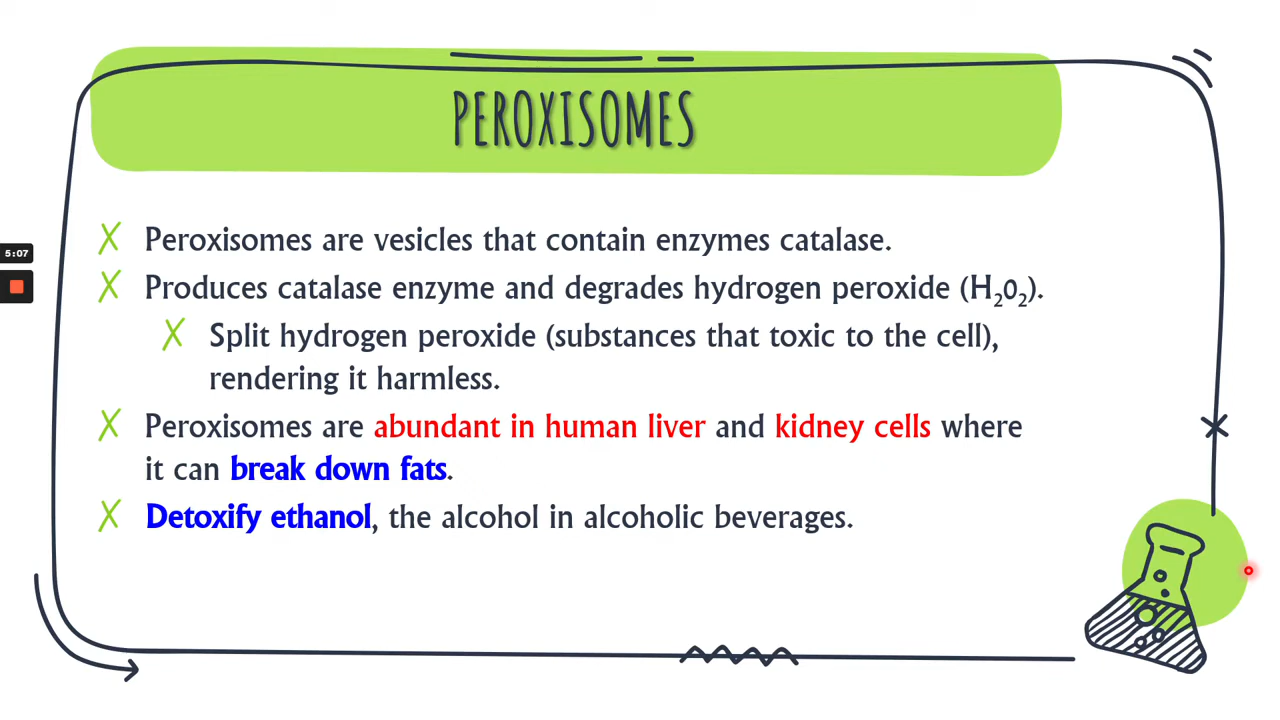 PEROXISOMES
Peroxisomes are vesicles that contain enzymes catalase.
5:07
Produces catalase enzyme and degrades hydrogen peroxide (H₂0₂).
Split hydrogen peroxide (substances that toxic to the cell),
rendering it harmless.
Peroxisomes are abundant in human liver and kidney cells where
it can break down fats.
Detoxify ethanol, the alcohol in alcoholic beverages.